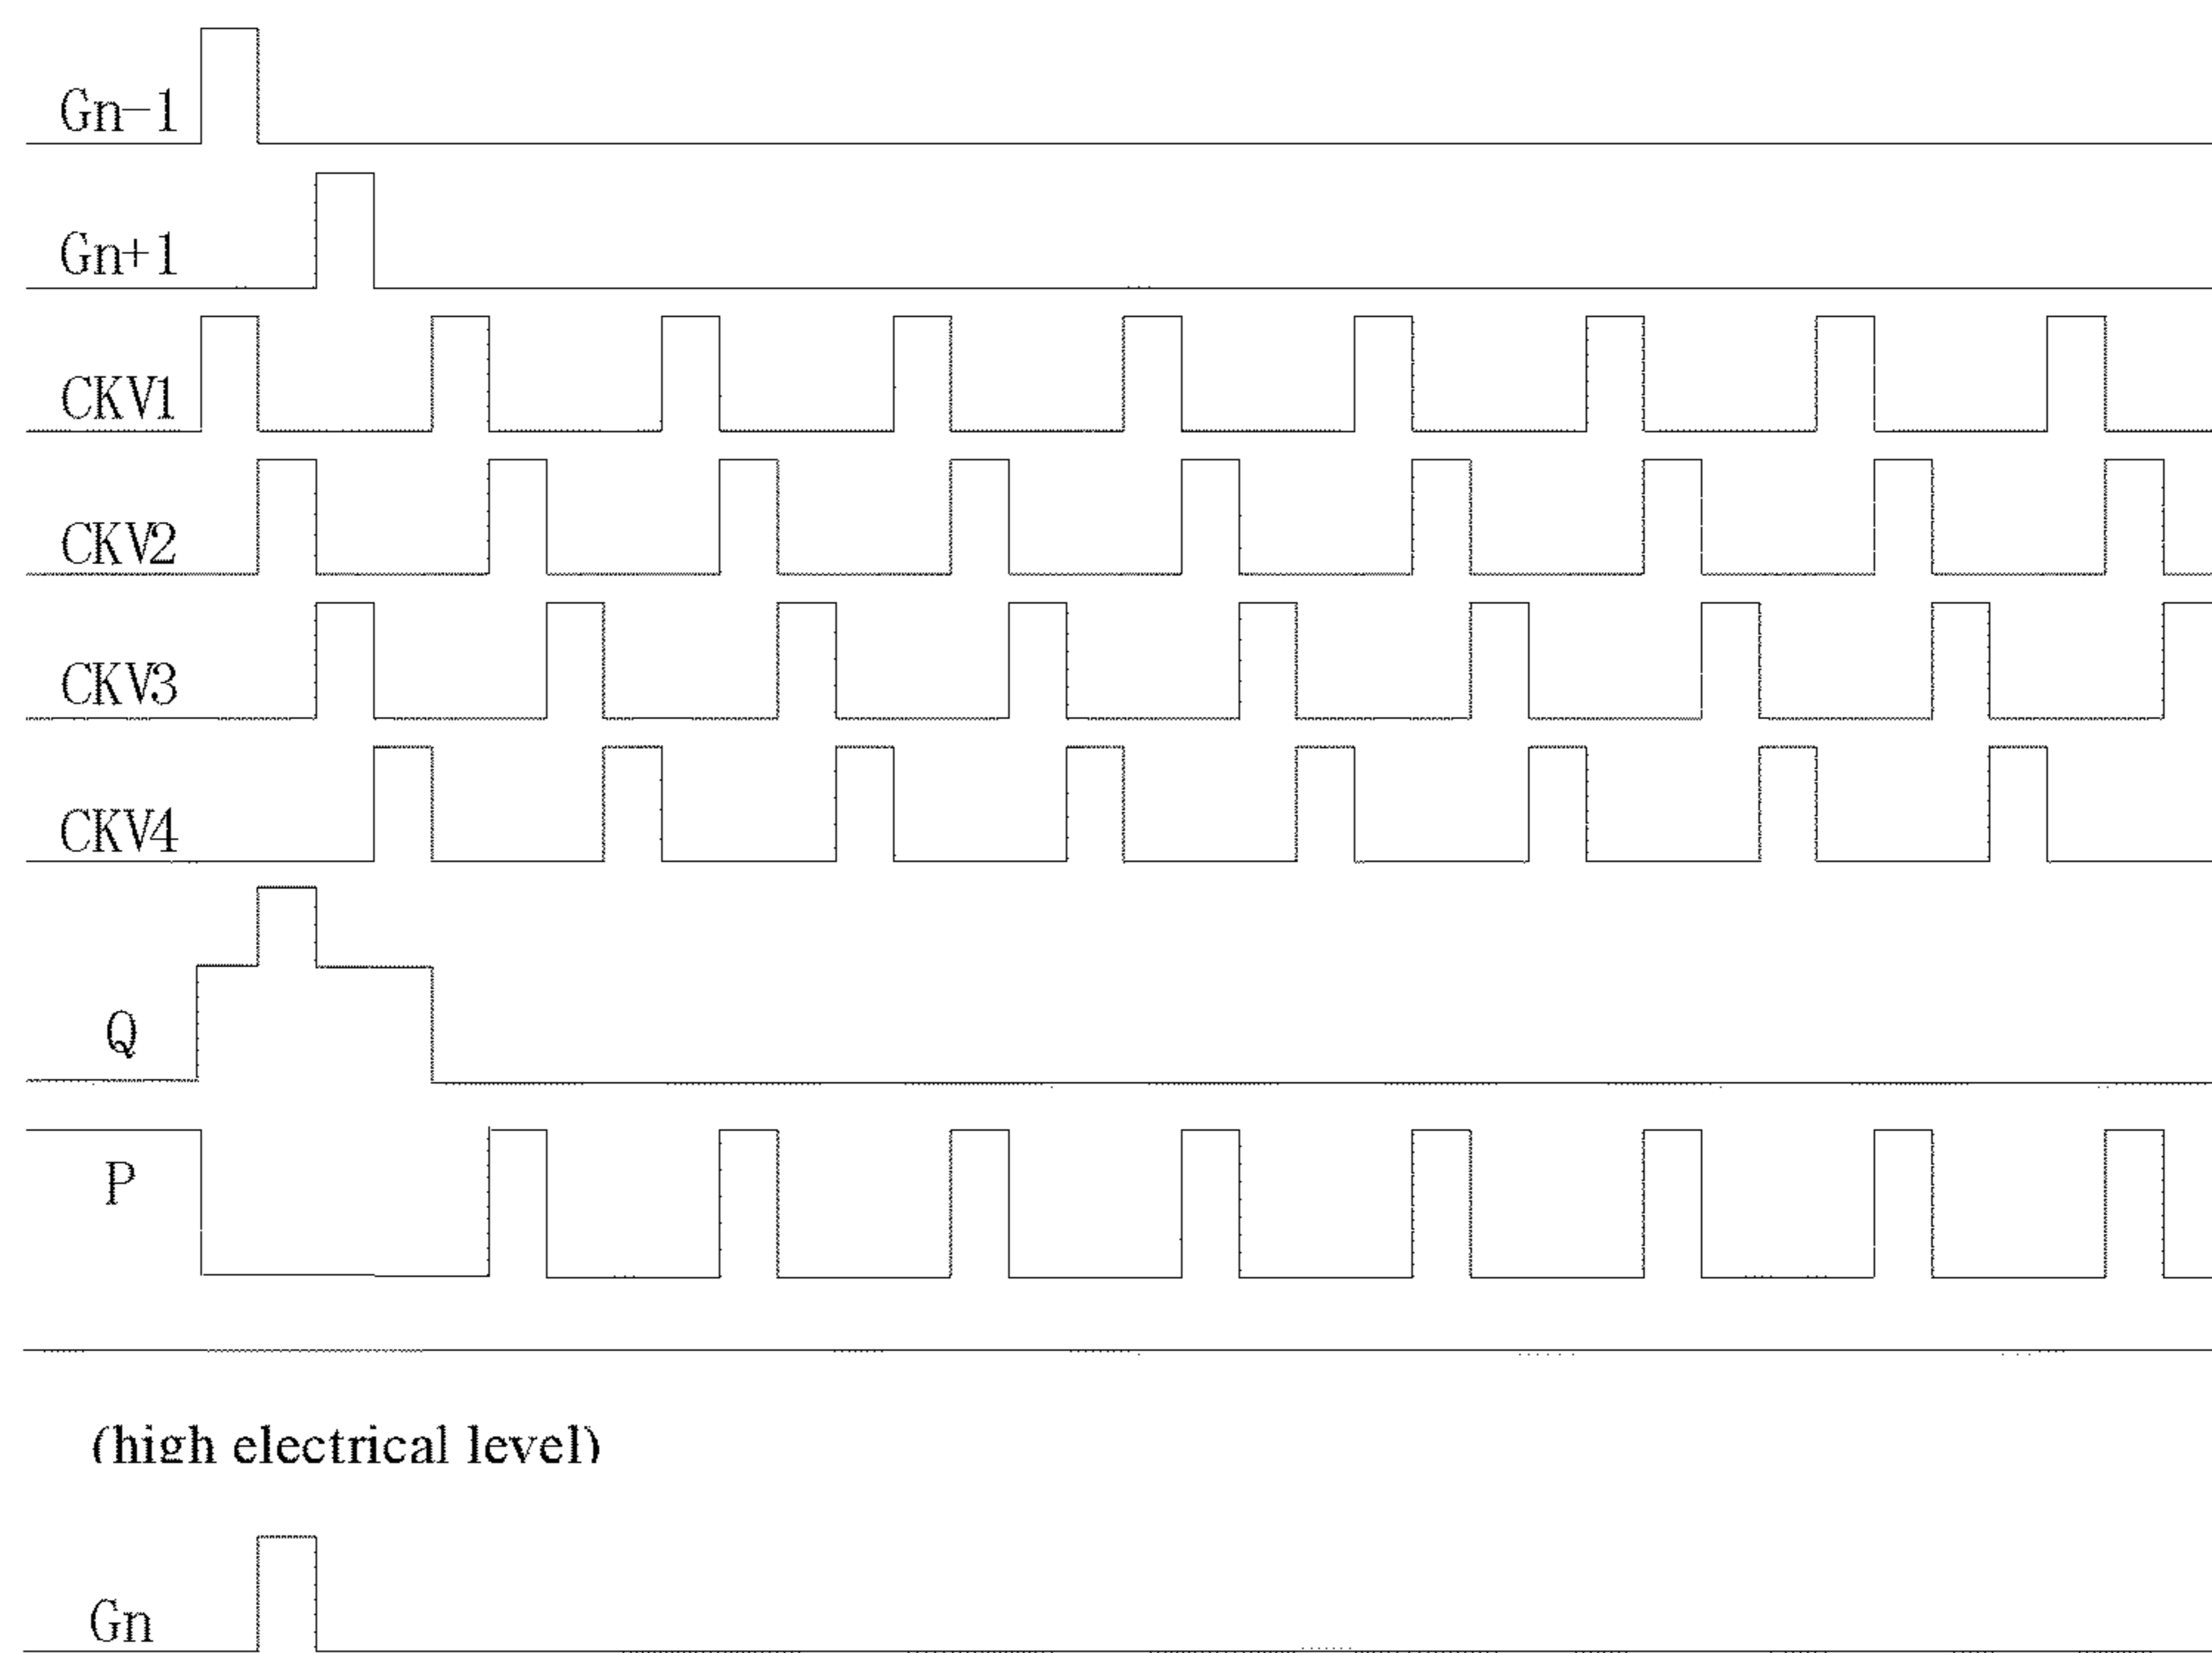 Gn-1
Gn+1
CKV1
CKV2
CKV3
CKV4
Q
P
(high electrical level)
Gn